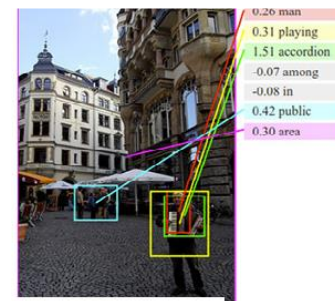 0.26 man
0.31 playing
1.51 accordion
-0.07 among
-0.08 in
0.42 public
0.30 area